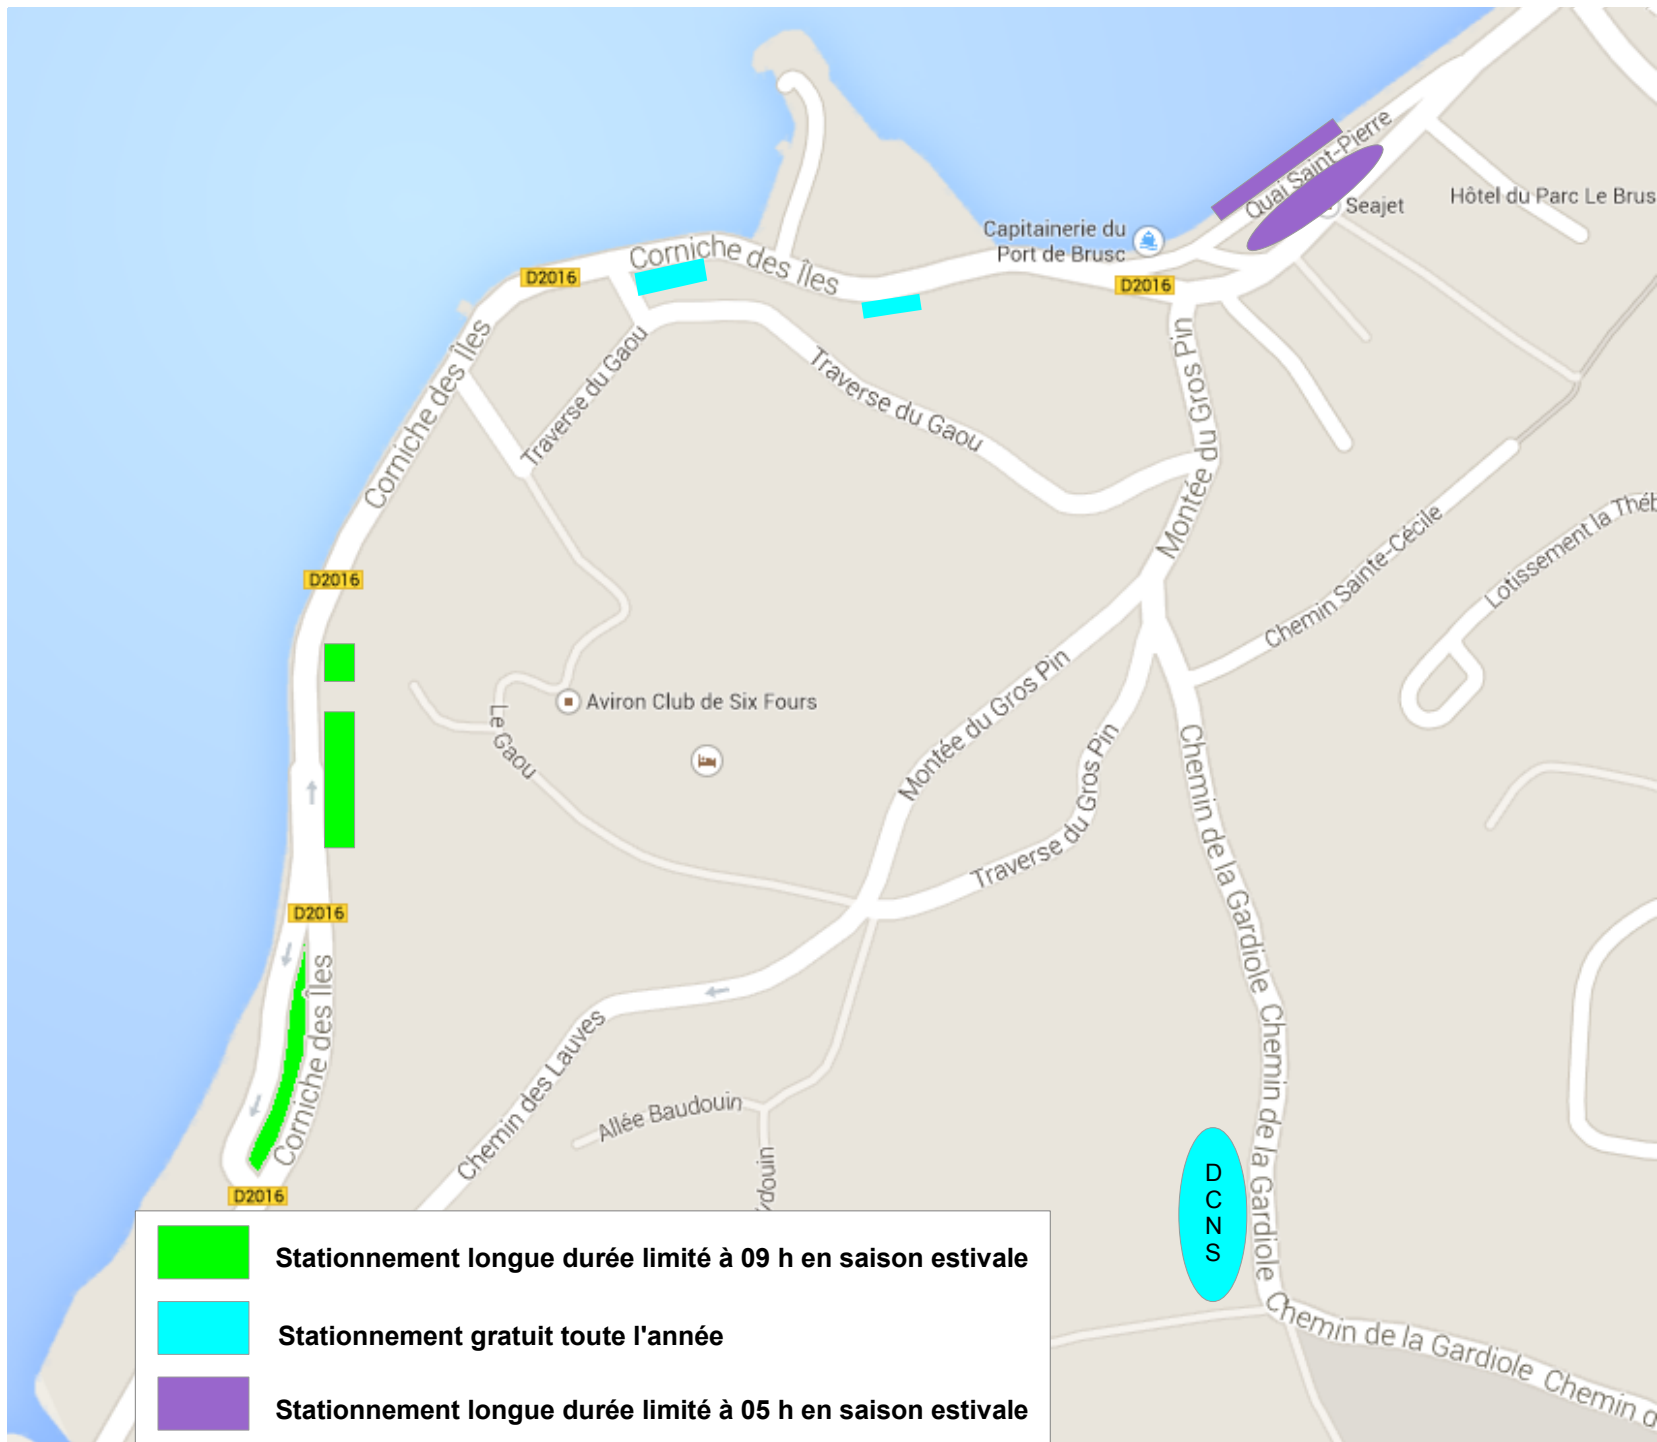 Quai Saint-Pierre
Seajet
Hôtel du Parc Le Brus
Capitainerie du
Port de Brusc
Corniche des Îles
D2016
D2016
Montée du Gros Pin
Corniche des Îles
Traverse du Gaou
Traverse du Gaou
D2016
Chemin Sainte-Cécile
Lotissement la Théb
Aviron Club de Six Fours
Le Gaou
Montée du Gros Pin
Traverse du Gros Pin
Chemin de la Gardiole
D2016
Corniche des Îles
Chemin des Lauves
Allée Baudouin
Chemin de la Gardiole
D
C
N
S
D2016
Chemin de la Gardiole
Chemin d
Stationnement longue durée limité à 09 h en saison estivale
Stationnement gratuit toute l'année
Stationnement longue durée limité à 05 h en saison estivale